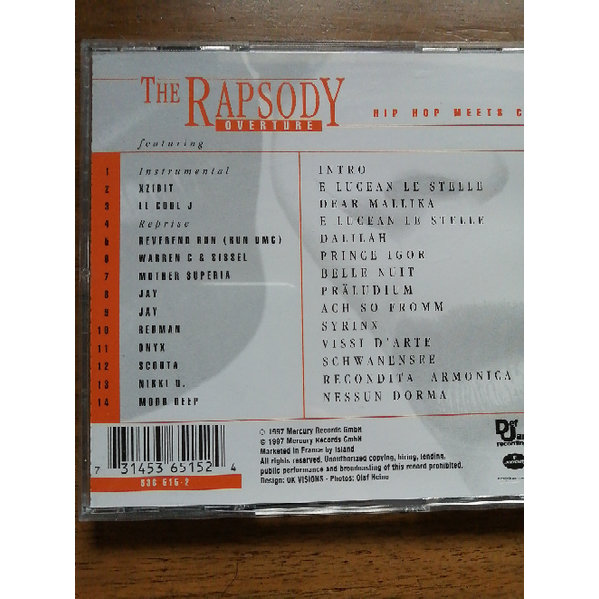 THE RAPSODY
OVERTURE
HIP HOP MEETS C
featuring
1 Instrumental INTRO
2 XZIBIT E LUCEAN LE STELLE
3 LL COOL J DEAR MALLIKA
4 Reprise E LUCEAN LE STELLE
5 REVEREND RUN (RUN DMC) DALILAH
6 WARREN G & SISSEL PRINCE IGOR
7 MOTHER SUPERIA BELLE NUIT
8 JAY PRÄLUDIUM
9 JAY ACH SO FROMM
10 REDMAN SYRINX
11 ONYX VISSI D'ARTE
12 SCOOTA SCHWANENSEE
13 NIKKI D. RECONDITA ARMONICA
14 MOBB DEEP NESSUN DORMA
7 31453 65152 4
536 515-2
℗ 1997 Mercury Records GmbH
© 1997 Mercury Records GmbH
Marketed in France by Island
All rights reserved. Unauthorized copying, hiring, lending,
public performance and broadcasting of this record prohibited.
Design: UK VISIONS - Photos: Olaf Heine
Def Jam
recordings